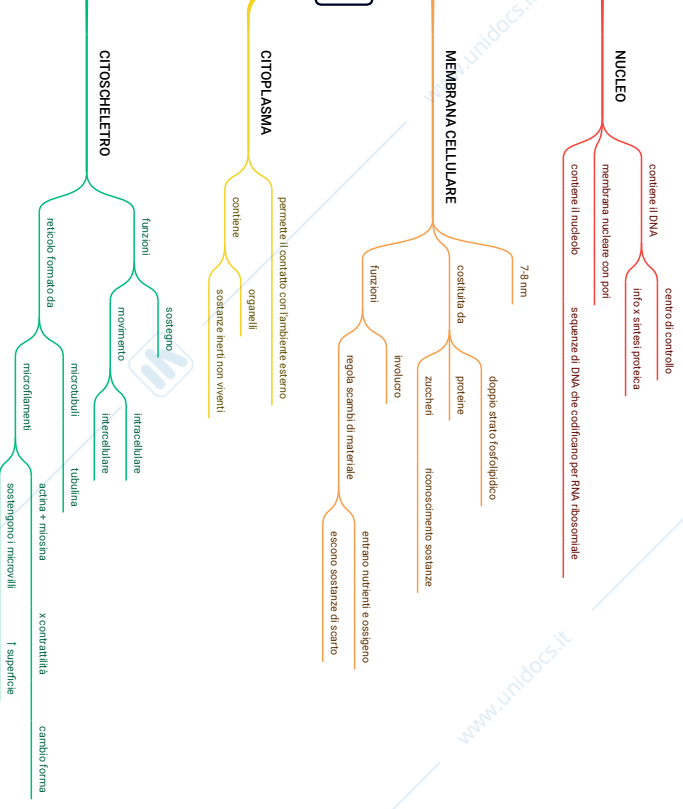 NUCLEO
contiene il DNA
centro di controllo
info x sintesi proteica
membrana nucleare con pori
contiene il nucleolo
sequenze di DNA che codificano per RNA ribosomiale
MEMBRANA CELLULARE
7-8 nm
costituita da
doppio strato fosfolipidico
proteine
zuccheri
riconoscimento sostanze
funzioni
involucro
regola scambi di materiale
entrano nutrienti e ossigeno
escono sostanze di scarto
CITOPLASMA
permette il contatto con l'ambiente esterno
contiene
organelli
sostanze inerti non viventi
CITOSCHELETRO
funzioni
sostegno
movimento
intracellulare
intercellulare
reticolo formato da
microtubuli
tubulina
microfilamenti
actina + miosina
x contrattilità
cambio forma
sostengono i microvilli
↑ superficie
www.unidocs.it
www.unidocs.it